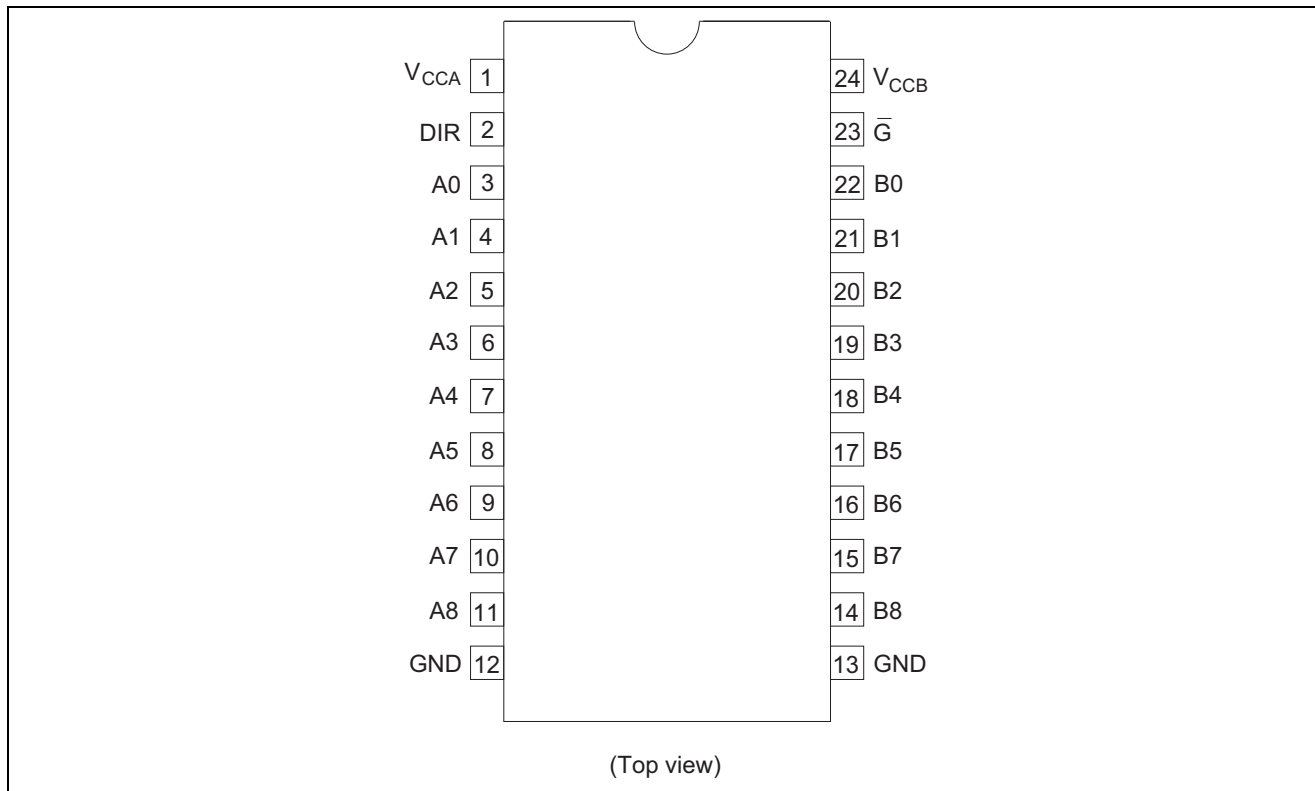 VCCA 1 24 VCCB
DIR 2 23 G̅
A0 3 22 B0
A1 4 21 B1
A2 5 20 B2
A3 6 19 B3
A4 7 18 B4
A5 8 17 B5
A6 9 16 B6
A7 10 15 B7
A8 11 14 B8
GND 12 13 GND
(Top view)